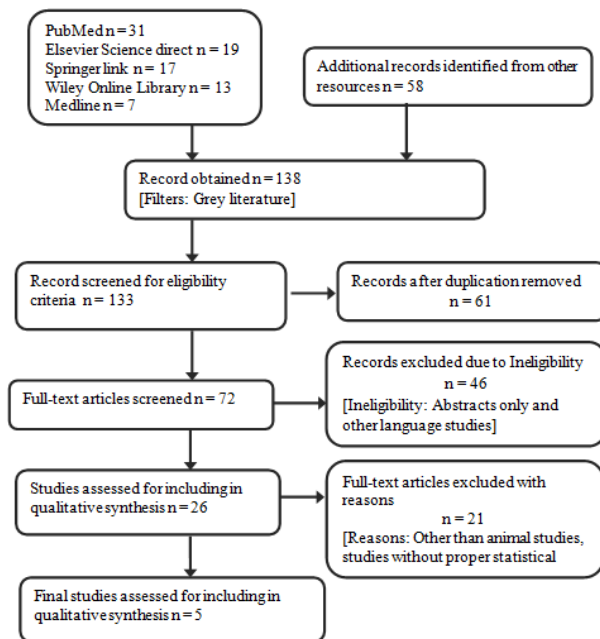 PubMed n = 31
Elsevier Science direct n = 19
Springer link n = 17
Wiley Online Library n = 13
Medline n = 7
Additional records identified from other
resources n = 58
Record obtained n = 138
[Filters: Grey literature]
Record screened for eligibility
criteria n = 133
Records after duplication removed
n = 61
Full-text articles screened n = 72
Records excluded due to Ineligibility
n = 46
[Ineligibility: Abstracts only and
other language studies]
Studies assessed for including in
qualitative synthesis n = 26
Full-text articles excluded with
reasons
n = 21
[Reasons: Other than animal studies,
studies without proper statistical
Final studies assessed for including in
qualitative synthesis n = 5